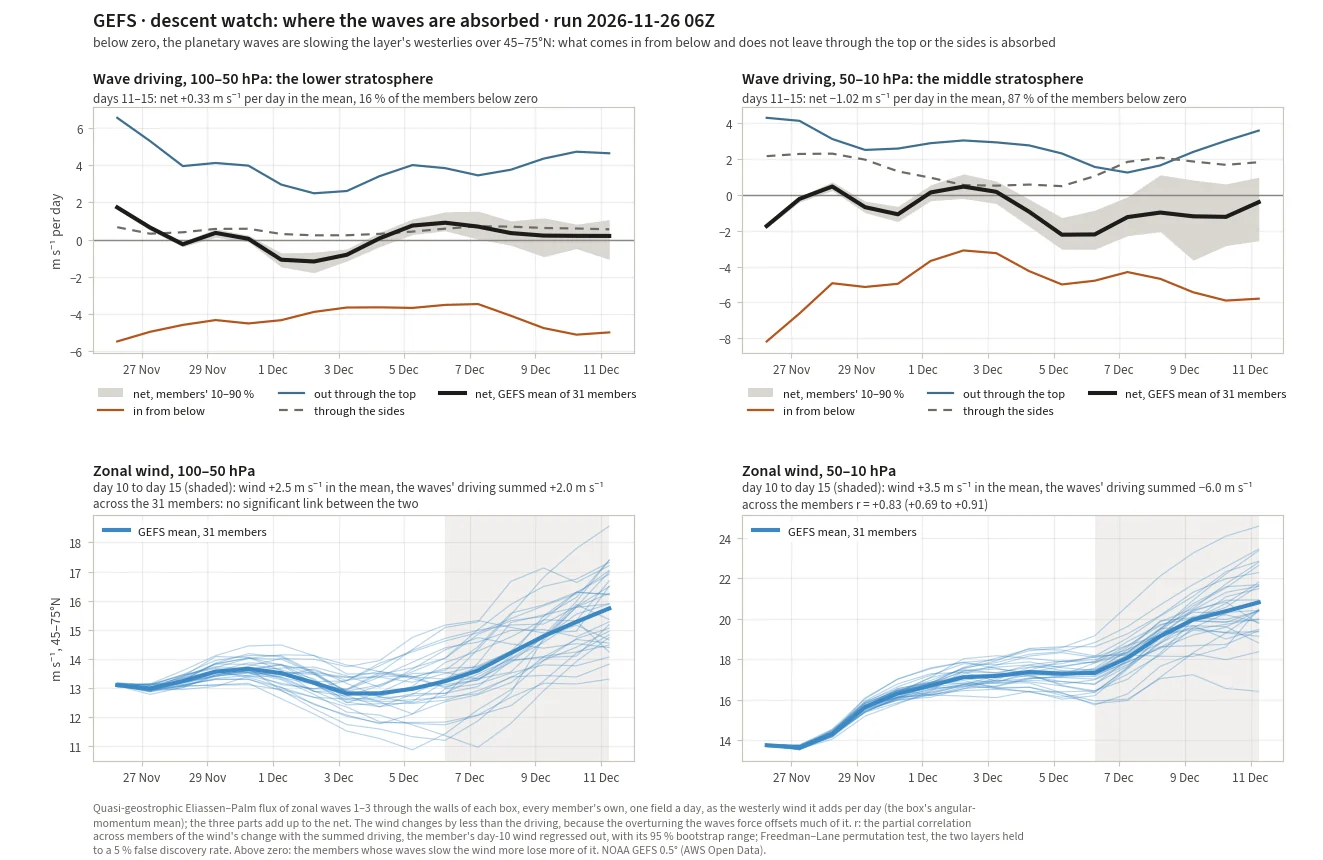 GEFS · descent watch: where the waves are absorbed · run 2026-11-26 06Z
below zero, the planetary waves are slowing the layer's westerlies over 45–75°N: what comes in from below and does not leave through the top or the sides is absorbed
Wave driving, 100–50 hPa: the lower stratosphere
days 11–15: net +0.33 m s⁻¹ per day in the mean, 16 % of the members below zero
6
4
2
0
−2
−4
−6
m s⁻¹ per day
27 Nov
29 Nov
1 Dec
3 Dec
5 Dec
7 Dec
9 Dec
11 Dec
net, members' 10–90 %
out through the top
net, GEFS mean of 31 members
in from below
through the sides
Wave driving, 50–10 hPa: the middle stratosphere
days 11–15: net −1.02 m s⁻¹ per day in the mean, 87 % of the members below zero
4
2
0
−2
−4
−6
−8
27 Nov
29 Nov
1 Dec
3 Dec
5 Dec
7 Dec
9 Dec
11 Dec
net, members' 10–90 %
out through the top
net, GEFS mean of 31 members
in from below
through the sides
Zonal wind, 100–50 hPa
day 10 to day 15 (shaded): wind +2.5 m s⁻¹ in the mean, the waves' driving summed +2.0 m s⁻¹
across the 31 members: no significant link between the two
GEFS mean, 31 members
18
17
16
15
14
13
12
11
m s⁻¹, 45–75°N
27 Nov
29 Nov
1 Dec
3 Dec
5 Dec
7 Dec
9 Dec
11 Dec
Zonal wind, 50–10 hPa
day 10 to day 15 (shaded): wind +3.5 m s⁻¹ in the mean, the waves' driving summed −6.0 m s⁻¹
across the members r = +0.83 (+0.69 to +0.91)
GEFS mean, 31 members
24
22
20
18
16
14
27 Nov
29 Nov
1 Dec
3 Dec
5 Dec
7 Dec
9 Dec
11 Dec
Quasi-geostrophic Eliassen–Palm flux of zonal waves 1–3 through the walls of each box, every member's own, one field a day, as the westerly wind it adds per day (the box's angular-
momentum mean); the three parts add up to the net. The wind changes by less than the driving, because the overturning the waves force offsets much of it. r: the partial correlation
across members of the wind's change with the summed driving, the member's day-10 wind regressed out, with its 95 % bootstrap range; Freedman–Lane permutation test, the two layers held
to a 5 % false discovery rate. Above zero: the members whose waves slow the wind more lose more of it. NOAA GEFS 0.5° (AWS Open Data).